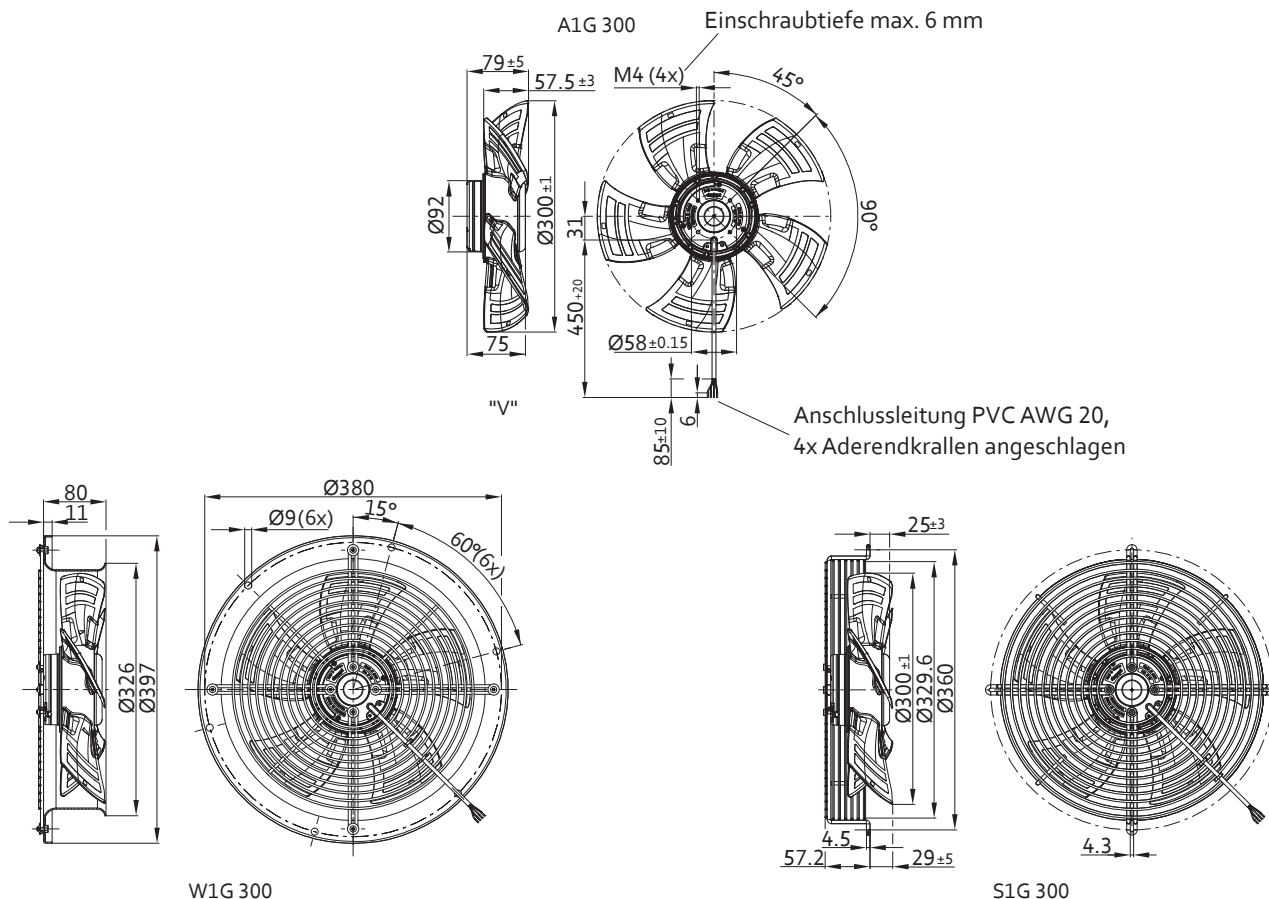 A1G 300
Einschraubtiefe max. 6 mm
79±5
57.5 ±3
M4 (4x)
45°
90°
Ø92
Ø300 ±1
31
450+20
75
Ø58±0.15
"V"
85±10
6
Anschlussleitung PVC AWG 20,
4x Aderendkrallen angeschlagen
80
11
Ø380
Ø9(6x)
15°
60°(6x)
Ø326
Ø397
W1G 300
25±3
Ø300±1
Ø329.6
Ø360
4.5
57.2
29±5
4.3
S1G 300